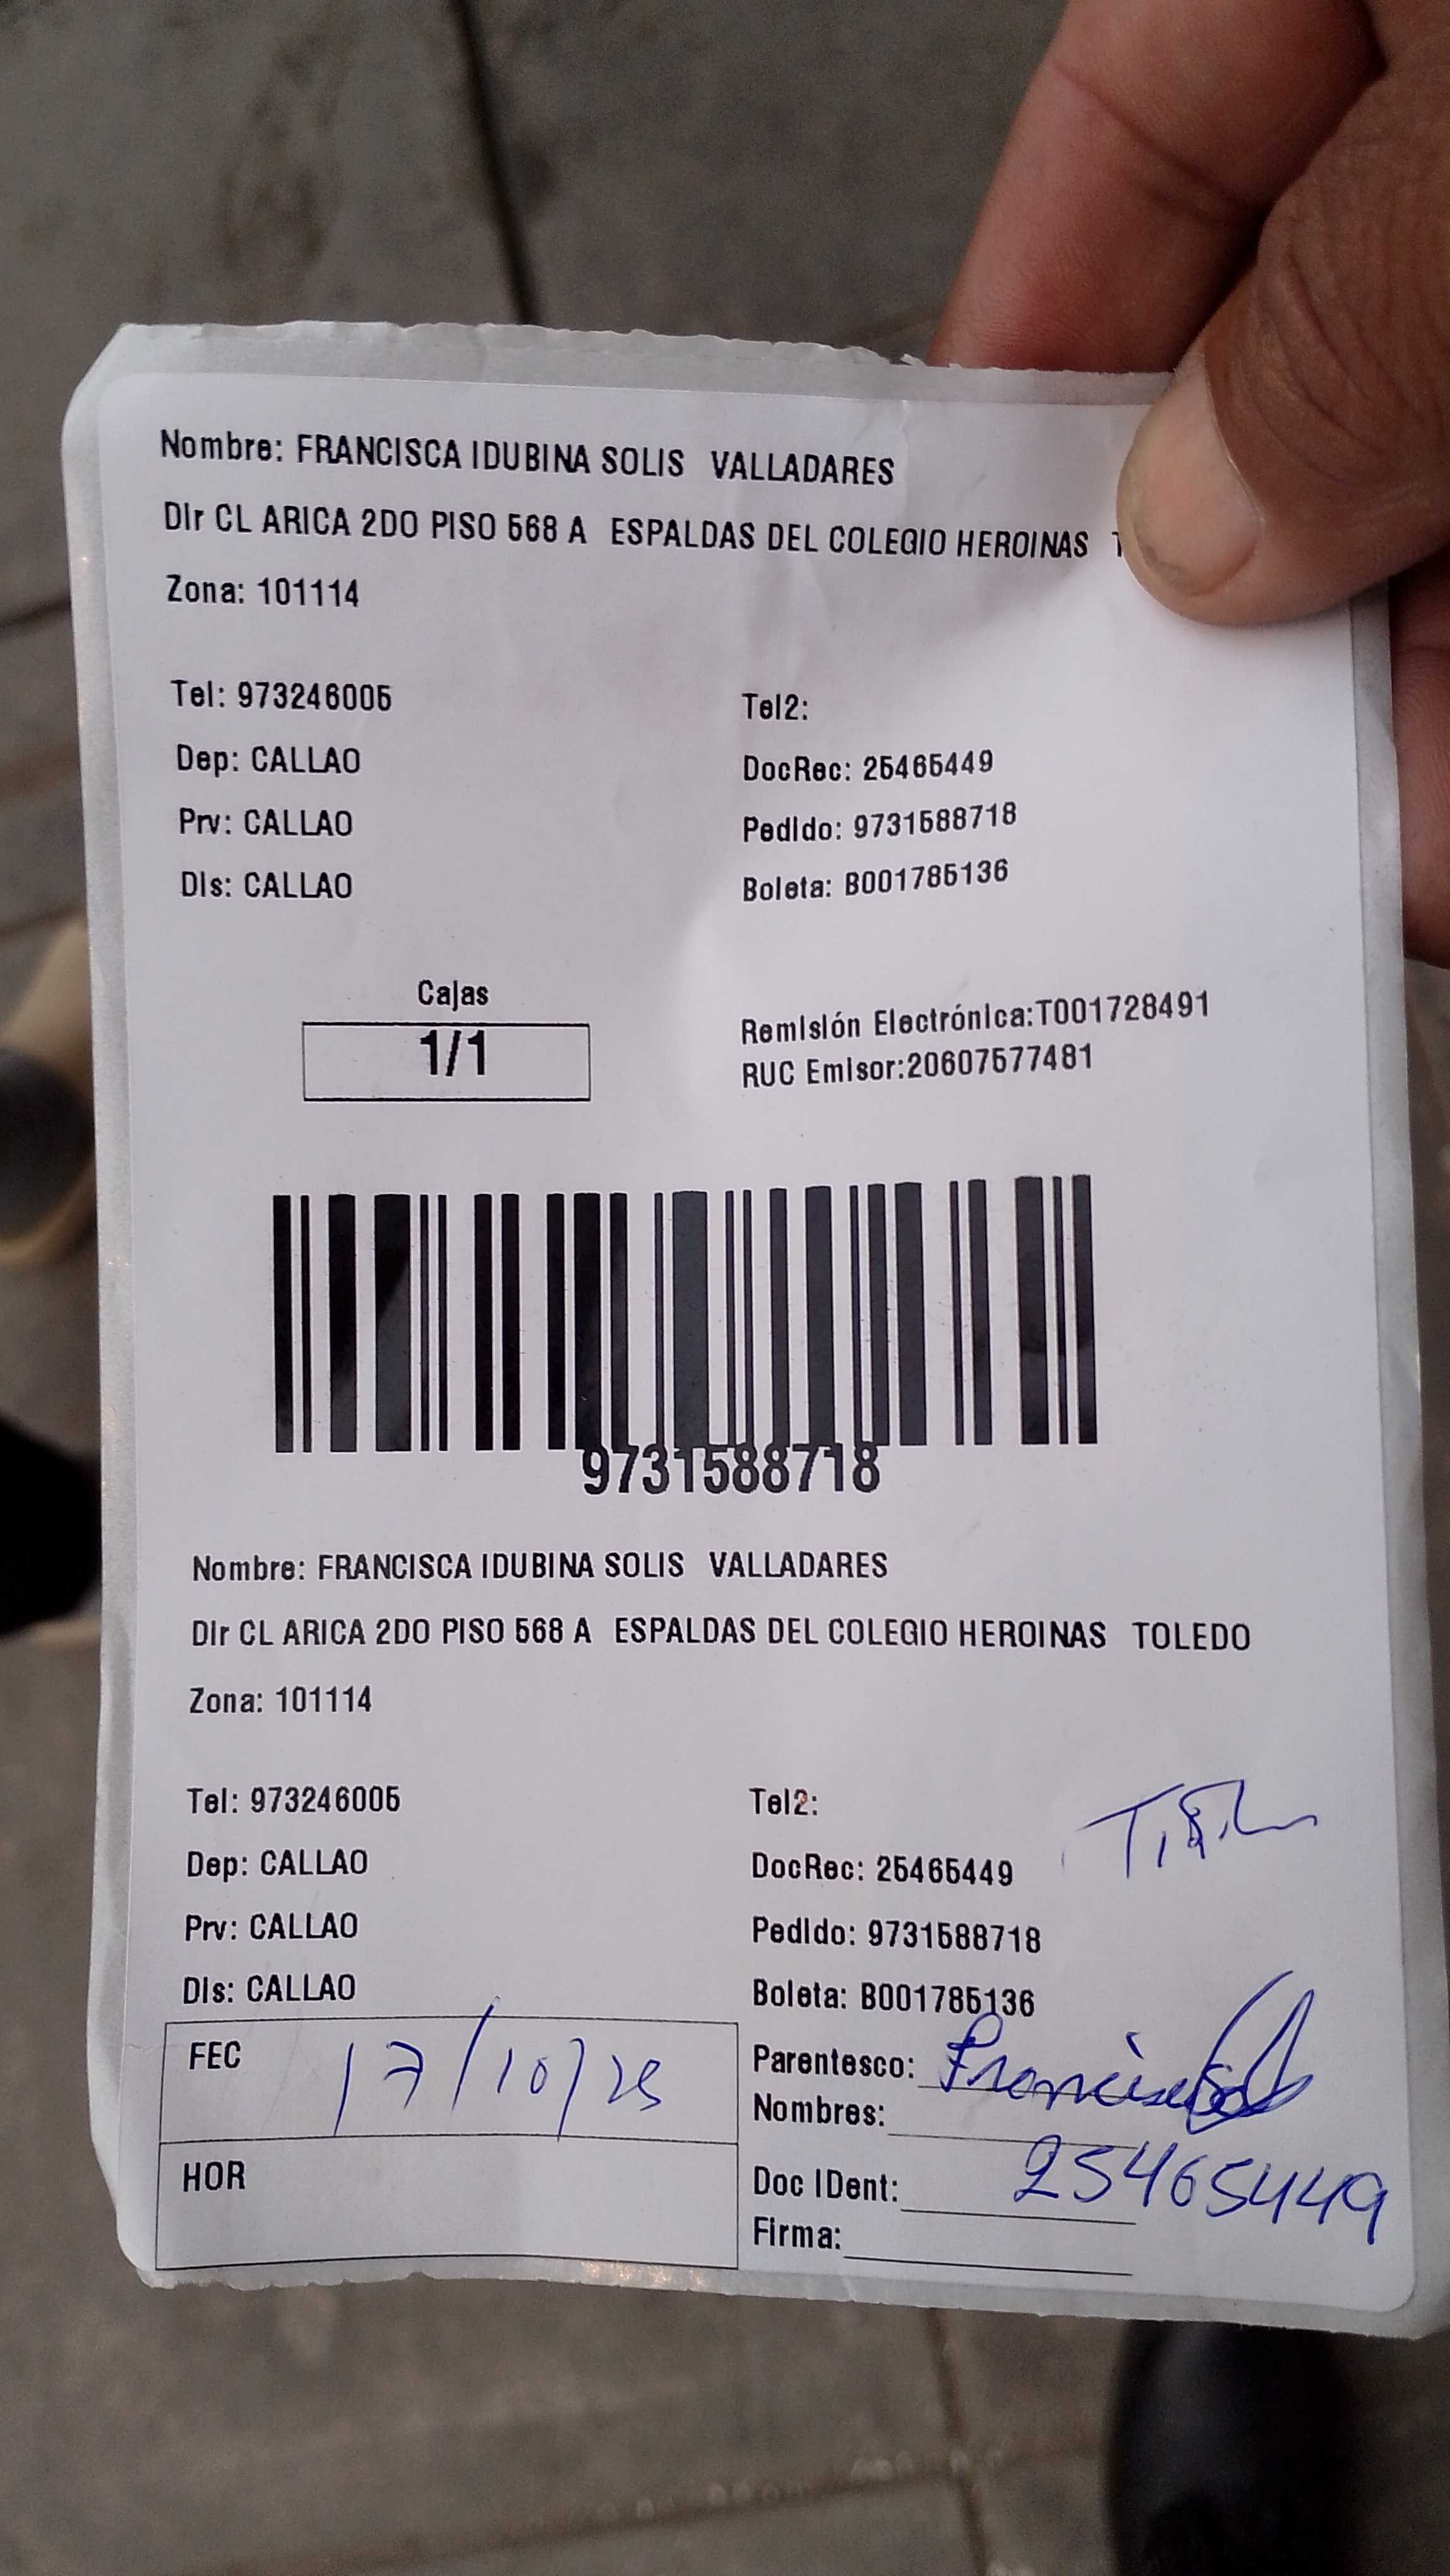 Nombre: FRANCISCA IDUBINA SOLIS VALLADARES
Dir CL ARICA 2DO PISO 568 A ESPALDAS DEL COLEGIO HEROINAS
Zona: 101114
Tel: 973246005
Tel2:
Dep: CALLAO
DocRec: 25465449
Prv: CALLAO
Pedido: 9731588718
Dis: CALLAO
Boleta: B001785136
Cajas
1/1
Remisión Electrónica:T001728491
RUC Emisor:20607577481
9731588718
Nombre: FRANCISCA IDUBINA SOLIS VALLADARES
Dir CL ARICA 2DO PISO 568 A ESPALDAS DEL COLEGIO HEROINAS TOLEDO
Zona: 101114
Tel: 973246005
Tel2:
Dep: CALLAO
DocRec: 25465449
Prv: CALLAO
Pedido: 9731588718
Dis: CALLAO
Boleta: B001785136
FEC 17/10/25
Parentesco:
Nombres:
HOR
Doc IDent: 25465449
Firma: